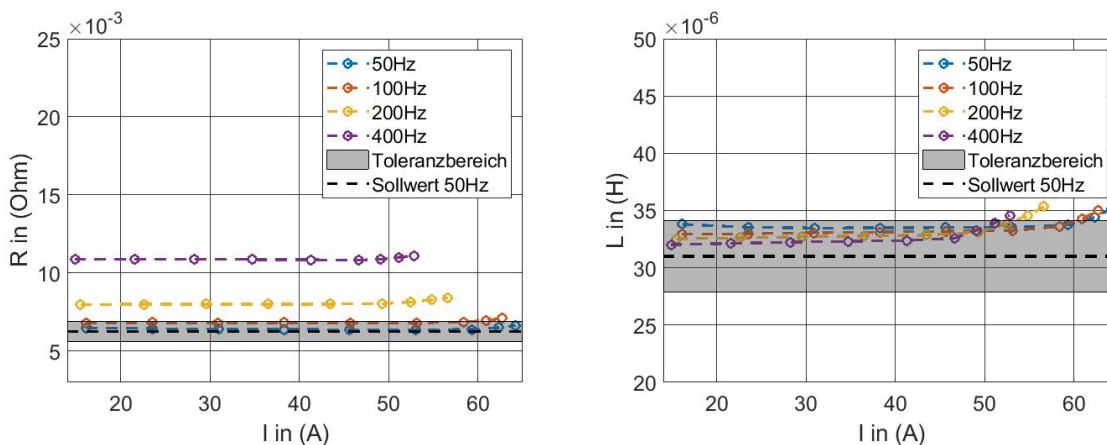 ×10⁻³
25
20
15
10
5
R in (Ohm)
20
30
40
50
60
I in (A)
50Hz
100Hz
200Hz
400Hz
Toleranzbereich
Sollwert 50Hz
×10⁻⁶
50
45
40
35
30
25
20
L in (H)
20
30
40
50
60
I in (A)
50Hz
100Hz
200Hz
400Hz
Toleranzbereich
Sollwert 50Hz